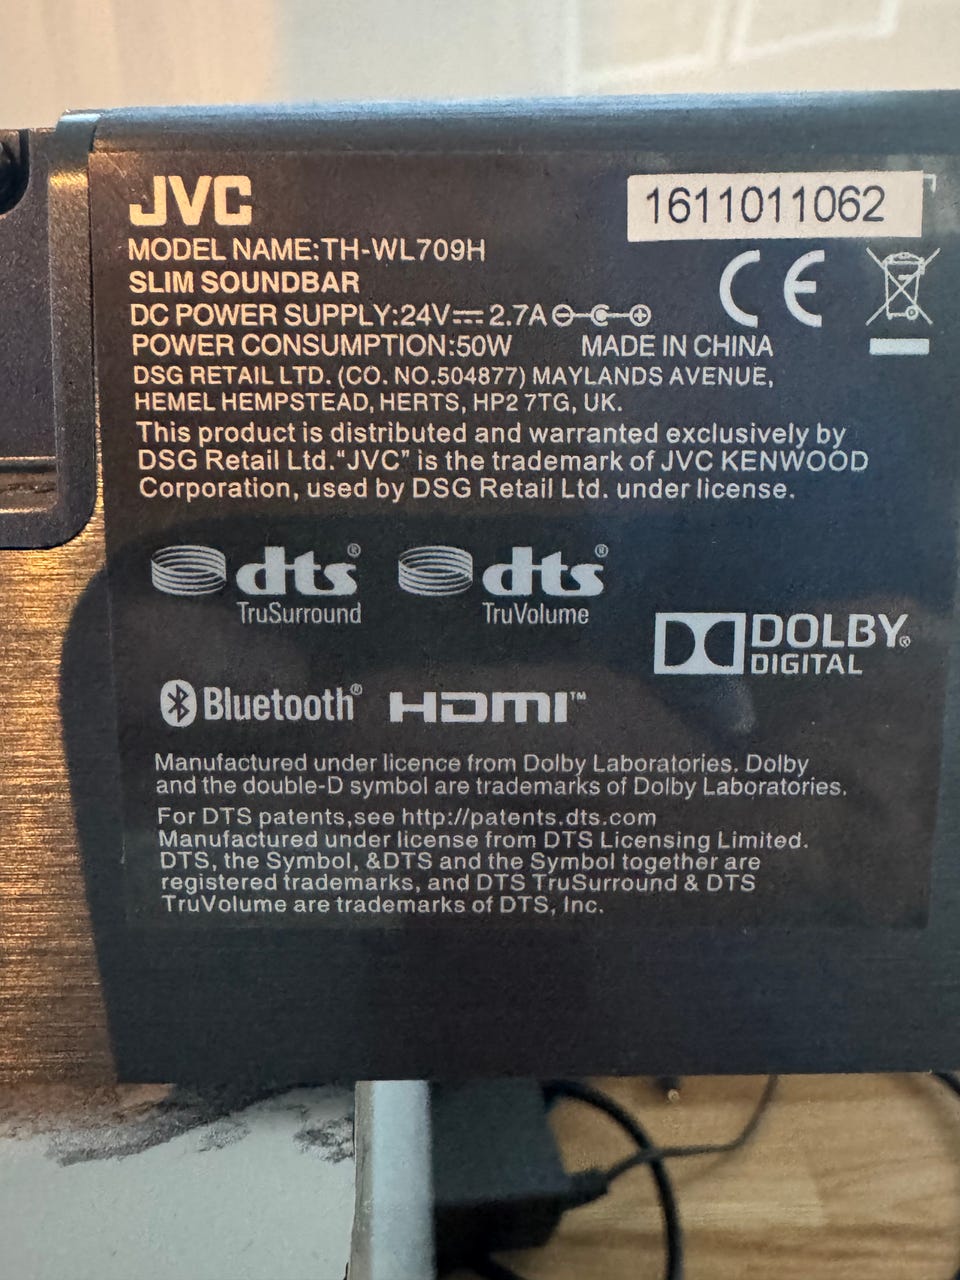 JVC
1611011062
MODEL NAME:TH-WL709H
SLIM SOUNDBAR
DC POWER SUPPLY:24V⎓2.7A
POWER CONSUMPTION:50W MADE IN CHINA
CE
DSG RETAIL LTD. (CO. NO.504877) MAYLANDS AVENUE,
HEMEL HEMPSTEAD, HERTS, HP2 7TG, UK.
This product is distributed and warranted exclusively by
DSG Retail Ltd.“JVC” is the trademark of JVC KENWOOD
Corporation, used by DSG Retail Ltd. under license.
dts® dts®
TruSurround TruVolume
DOLBY®
DIGITAL
Bluetooth® HDMI™
Manufactured under licence from Dolby Laboratories. Dolby
and the double-D symbol are trademarks of Dolby Laboratories.
For DTS patents,see http://patents.dts.com
Manufactured under license from DTS Licensing Limited.
DTS, the Symbol, &DTS and the Symbol together are
registered trademarks, and DTS TruSurround & DTS
TruVolume are trademarks of DTS, Inc.